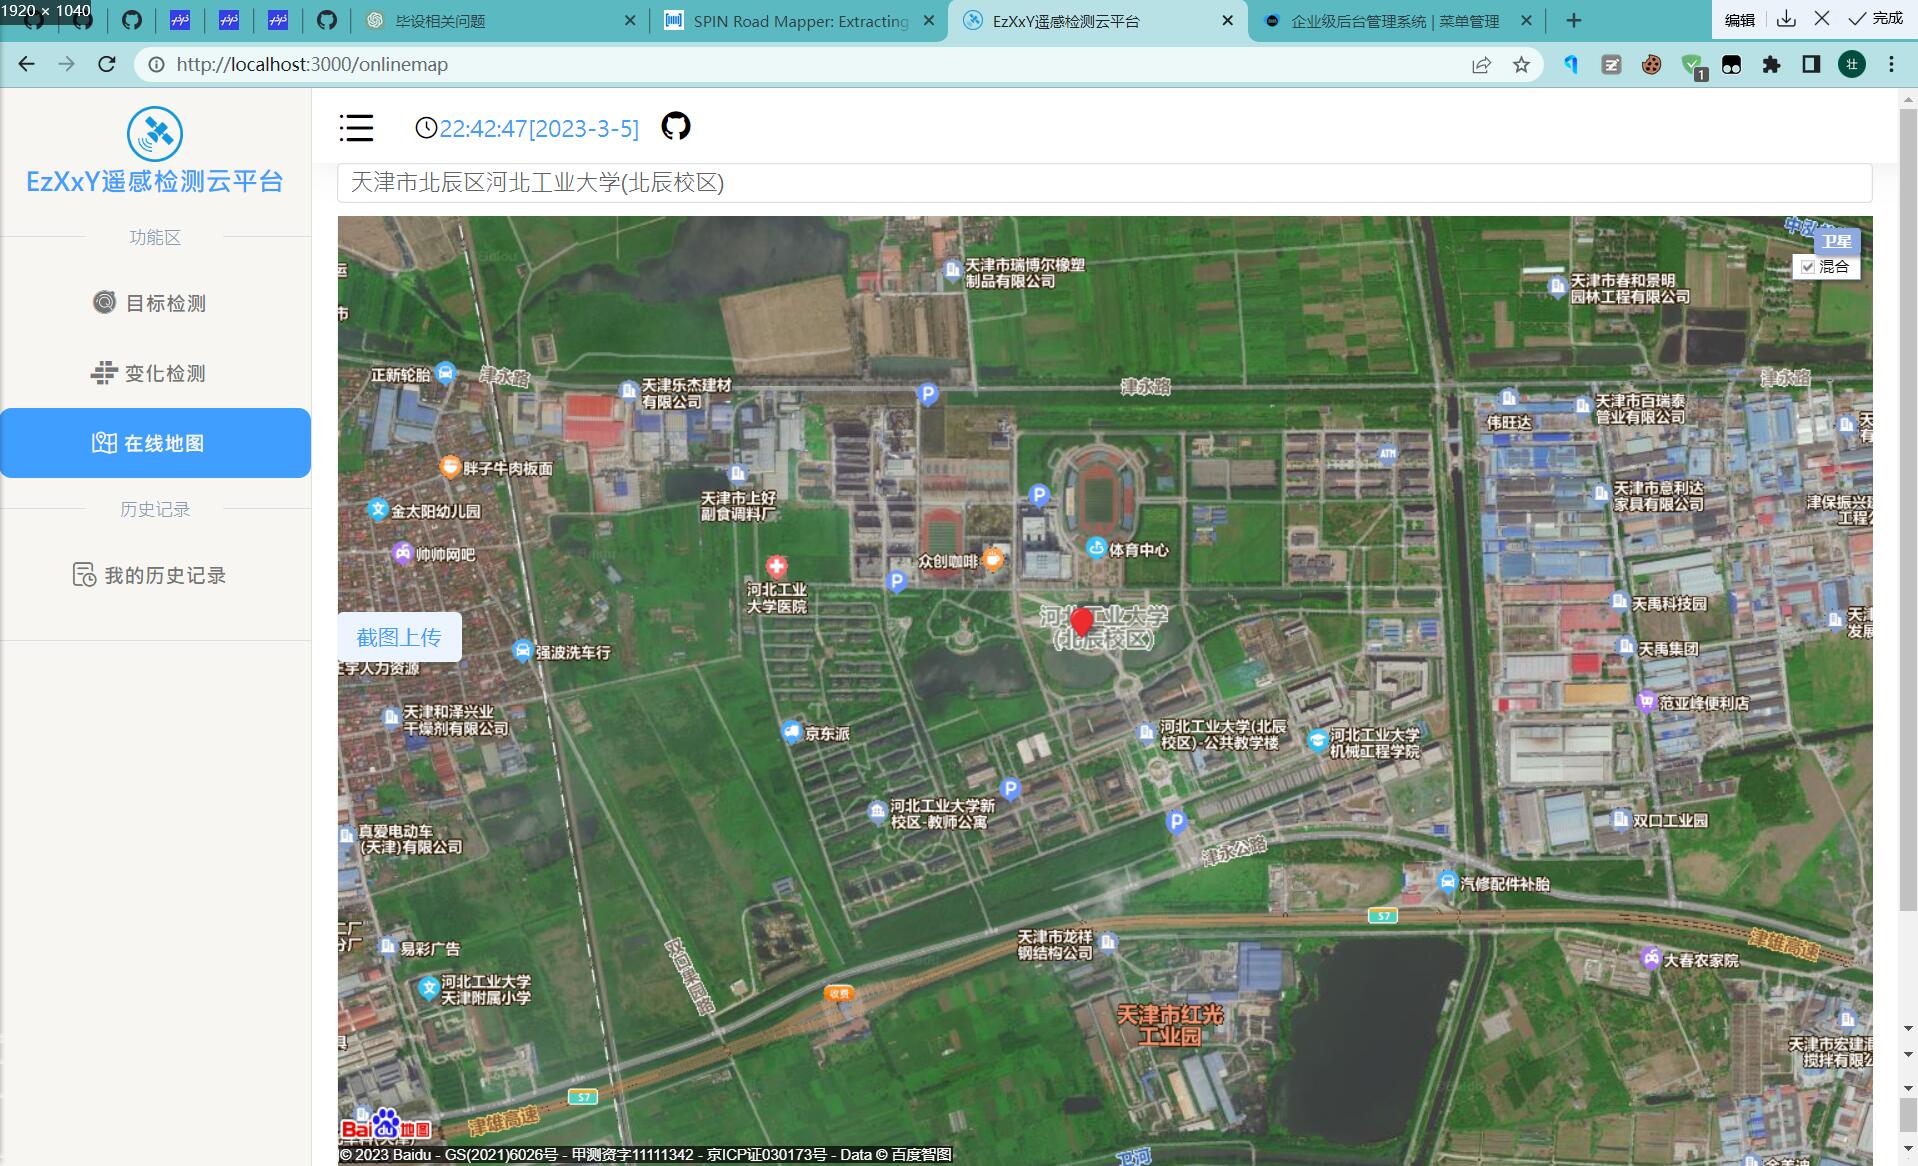 1920 × 1040
毕设相关问题
SPIN Road Mapper: Extracting
EzXxY遥感检测云平台
企业级后台管理系统 | 菜单管理
编辑
完成
http://localhost:3000/onlinemap
1
壮
EzXxY遥感检测云平台
22:42:47[2023-3-5]
天津市北辰区河北工业大学(北辰校区)
功能区
目标检测
变化检测
在线地图
历史记录
我的历史记录
截图上传
卫星
混合
天津市瑞博尔橡塑
制品有限公司
天津市春和景明
园林工程有限公司
市
正新轮胎
津永路
天津乐杰建材
有限公司
P
津永路
津永路
伟旺达
天津市百瑞泰
管业有限公司
胖子牛肉板面
天津市上好
副食调料厂
P
ATM
天津市意利达
家具有限公司
津保振兴
工程
文
金太阳幼儿园
帅帅网吧
众创咖啡
体育中心
P
河北工业
大学医院
河北工业大学
(北辰校区)
天禹科技园
天禹集团
强波洗车行
人力资源
范亚峰便利店
天津和泽兴业
干燥剂有限公司
京东派
河北工业大学(北辰
校区)-公共教学楼
河北工业大学
机械工程学院
P
河北工业大学新
校区-教师公寓
P
双口工业园
真爱电动车
(天津)有限公司
津永公路
汽修配件补胎
S7
天津市龙祥
钢结构公司
津雄高速
大春农家院
易彩广告
文
河北工业大学
天津附属小学
收费
天津市红光
工业园
天津市宏建混
搅拌有限
S7
津雄高速
Bai du 地图
© 2023 Baidu - GS(2021)6026号 - 甲测资字11111342 - 京ICP证030173号 - Data © 百度智图
卫河